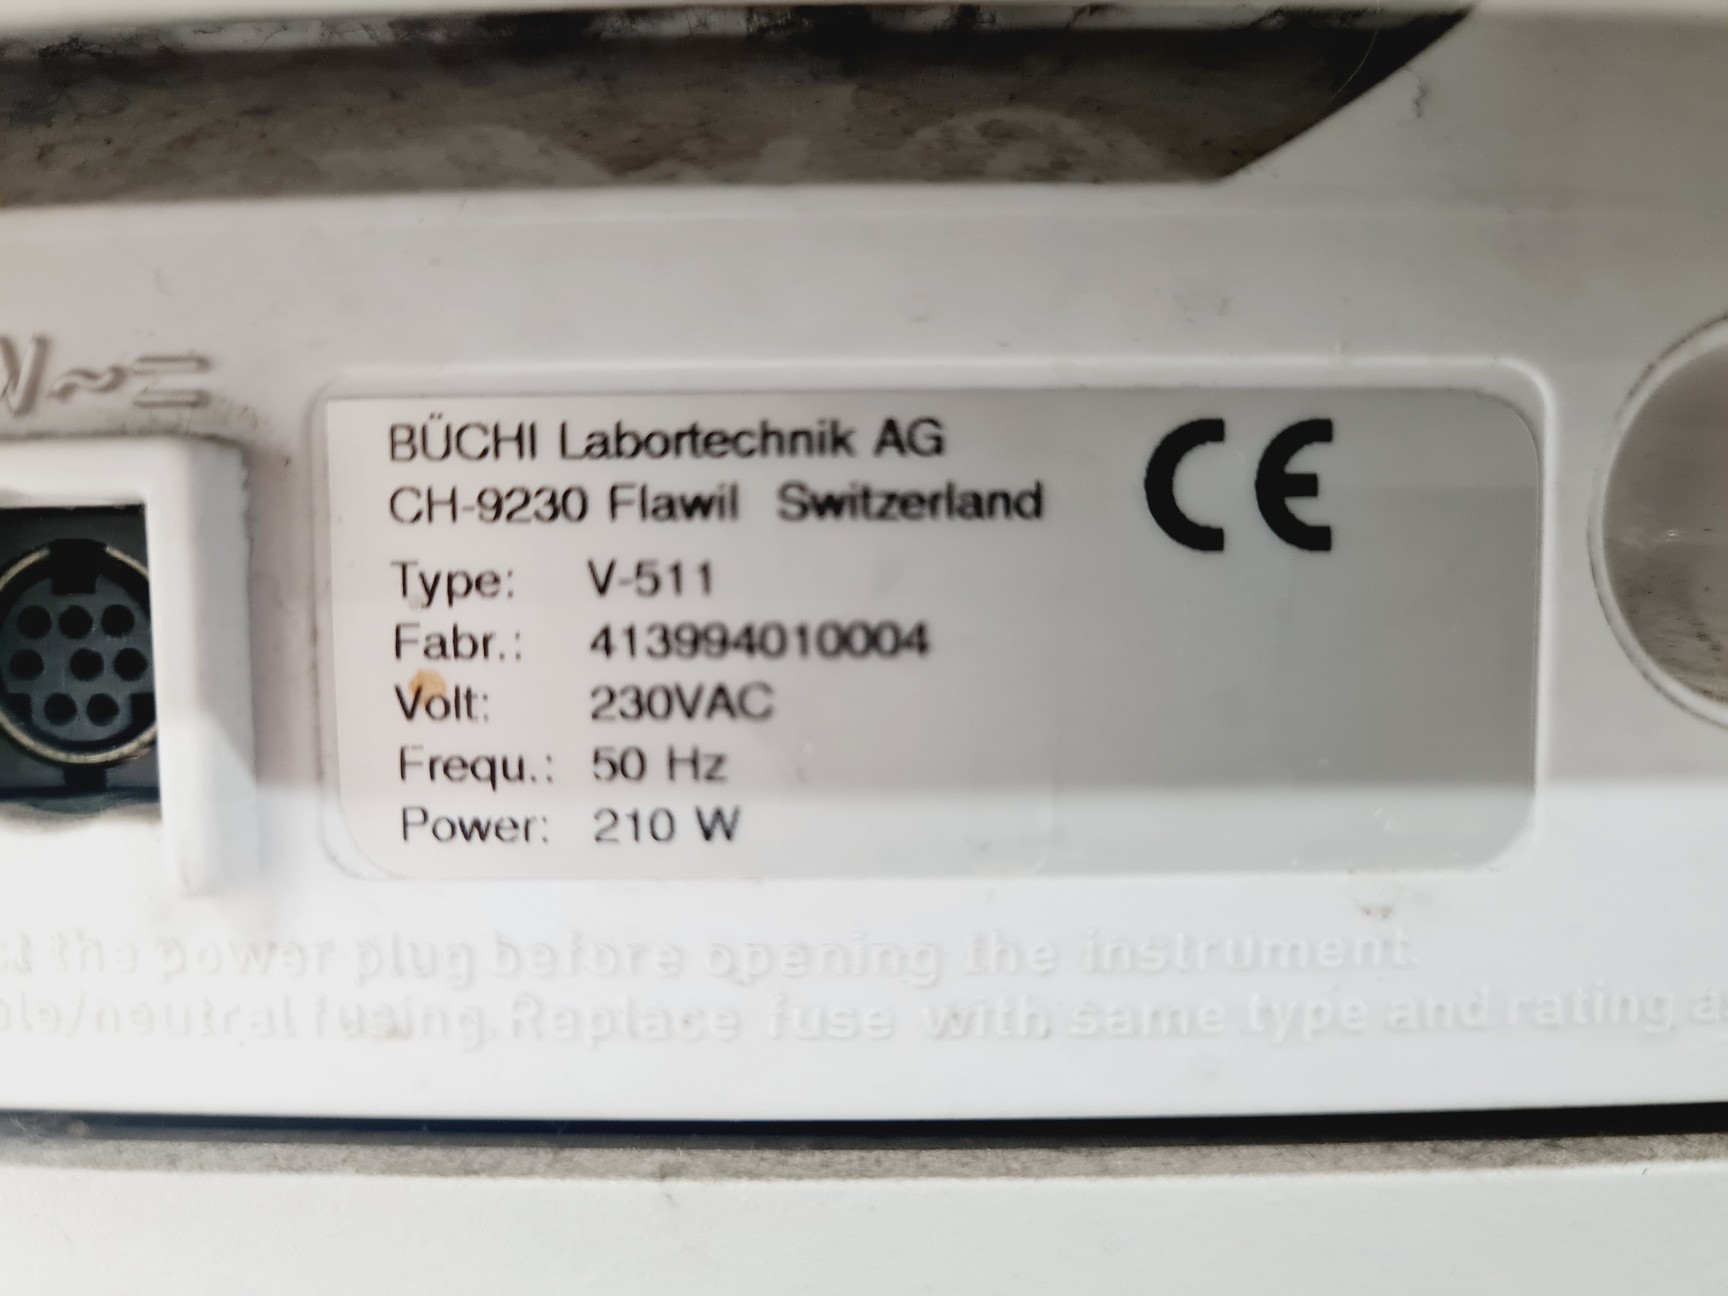 V~⎓
BÜCHI Labortechnik AG
CH-9230 Flawil Switzerland
CE
Type: V-511
Fabr.: 413994010004
Volt: 230VAC
Frequ.: 50 Hz
Power: 210 W
the power plug before opening the instrument
/neutral fusing. Replace fuse with same type and rating